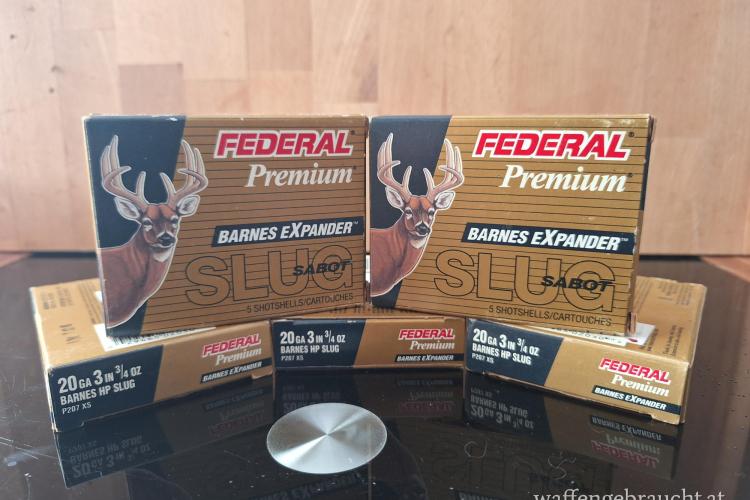 FEDERAL®
Premium®
BARNES EXPANDER™
SLUG
SABOT
5 SHOTSHELLS/CARTOUCHES
FEDERAL®
Premium®
BARNES EXPANDER™
SLUG
SABOT
5 SHOTSHELLS/CARTOUCHES
20 GA 3 IN 3/4 OZ
BARNES HP SLUG
P207 XS
FEDERAL
Premium
BARNES EXPANDER
20 GA 3 IN 3/4 OZ
BARNES HP SLUG
P207 XS
FEDERAL
Premium
BARNES EXPANDER
20 GA 3 IN 3/4 OZ
BARNES HP SLUG
P207 XS
FEDERAL
Premium
BARNES EXPANDER
waffengebraucht.at